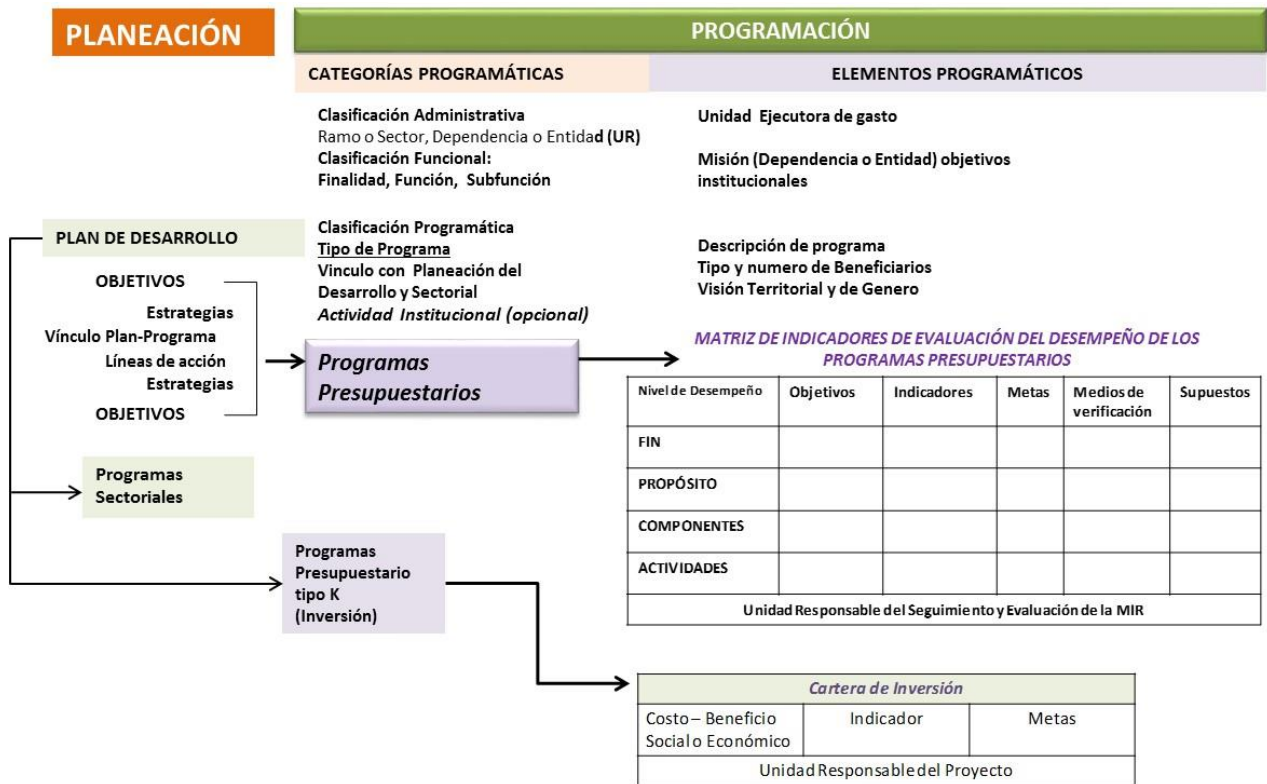 PLANEACIÓN
PROGRAMACIÓN
CATEGORÍAS PROGRAMÁTICAS
ELEMENTOS PROGRAMÁTICOS
Clasificación Administrativa
Ramo o Sector, Dependencia o Entidad (UR)
Clasificación Funcional:
Finalidad, Función, Subfunción
Unidad Ejecutora de gasto
Misión (Dependencia o Entidad) objetivos
institucionales
PLAN DE DESARROLLO
OBJETIVOS
Estrategias
Vínculo Plan-Programa
Líneas de acción
Estrategias
OBJETIVOS
Clasificación Programática
Tipo de Programa
Vinculo con Planeación del
Desarrollo y Sectorial
Actividad Institucional (opcional)
Descripción de programa
Tipo y numero de Beneficiarios
Visión Territorial y de Genero
Programas
Presupuestarios
MATRIZ DE INDICADORES DE EVALUACIÓN DEL DESEMPEÑO DE LOS
PROGRAMAS PRESUPUESTARIOS
Nivel de Desempeño
Objetivos
Indicadores
Metas
Medios de
verificación
Supuestos
FIN
PROPÓSITO
COMPONENTES
ACTIVIDADES
Unidad Responsable del Seguimiento y Evaluación de la MIR
Programas
Sectoriales
Programas
Presupuestario
tipo K
(Inversión)
Cartera de Inversión
Costo – Beneficio
Social o Económico
Indicador
Metas
Unidad Responsable del Proyecto